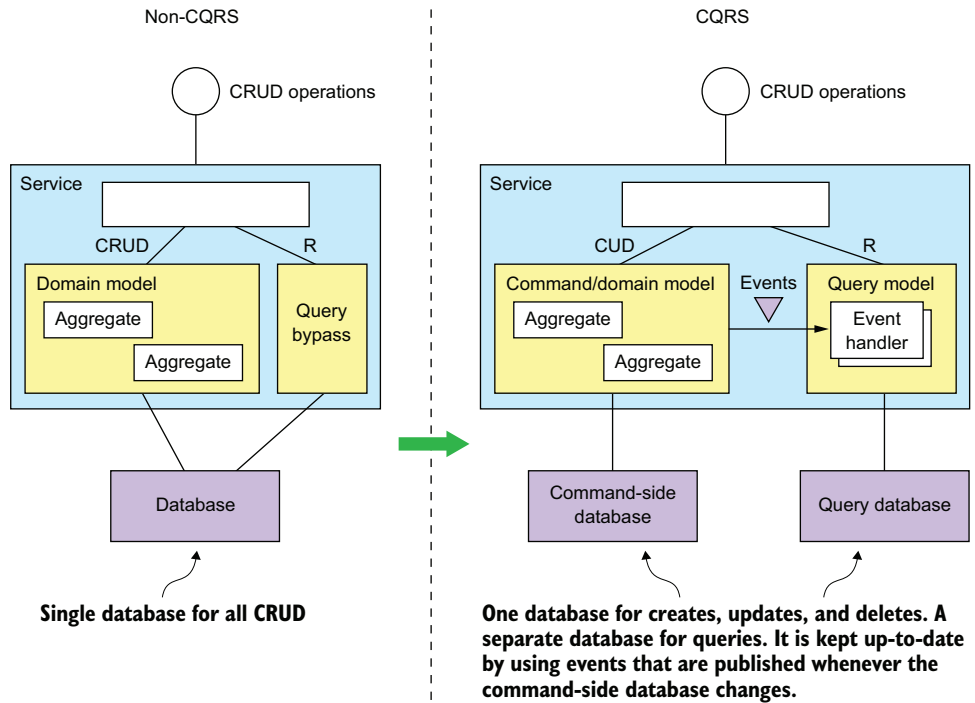 Non-CQRS
CRUD operations
Service
CRUD
R
Domain model
Aggregate
Aggregate
Query
bypass
Database
Single database for all CRUD
CQRS
CRUD operations
Service
CUD
R
Command/domain model
Aggregate
Aggregate
Events
Query model
Event
handler
Command-side
database
Query database
One database for creates, updates, and deletes. A
separate database for queries. It is kept up-to-date
by using events that are published whenever the
command-side database changes.